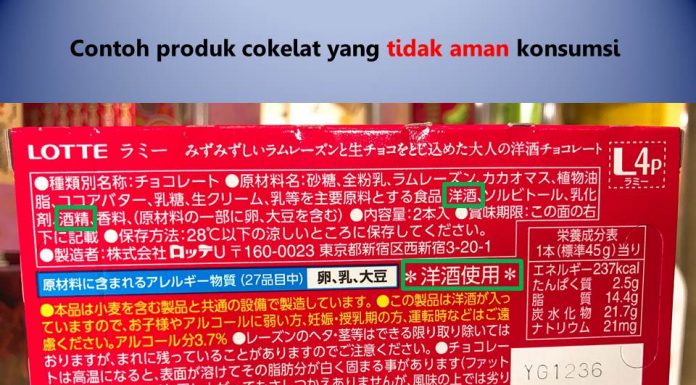 Contoh produk cokelat yang tidak aman konsumsi
LOTTE ラミー みずみずしいラムレーズンと生チョコをとじ込めた大人の洋酒チョコレート
L4P
ラミー
●種類別名称:チョコレート ●原材料名:砂糖、全粉乳、ラムレーズン、カカオマス、植物油
脂、ココアバター、乳糖、生クリーム、乳等を主要原料とする食品、洋酒、ソルビトール、乳化
剤、酒精、香料、(原材料の一部に卵、大豆を含む) ●内容量:2本入 ●賞味期限:この面の右
下に記載 ●保存方法:28℃以下の涼しいところに保存してください。
●製造者:株式会社 ロッテU 〒160-0023 東京都新宿区西新宿3-20-1
原材料に含まれるアレルギー物質 (27品目中) 卵、乳、大豆 *洋酒使用*
●本品は小麦を含む製品と共通の設備で製造しています。●この製品は洋酒が入っ
ていますので、お子様やアルコールに弱い方、妊娠・授乳期の方、運転時などはご遠
慮ください。アルコール分3.7% ●レーズンのヘタ・茎等はできる限り取り除いては
おりますが、まれに残っていることがありますのでご注意ください。●チョコレー
トは高温になると、表面が溶けてその脂肪分が白く固まる事があります(ファット
栄養成分表
1本(標準45g)当り
エネルギー 237kcal
たんぱく質 2.5g
脂質 14.4g
炭水化物 21.7g
ナトリウム 21mg
YG1236